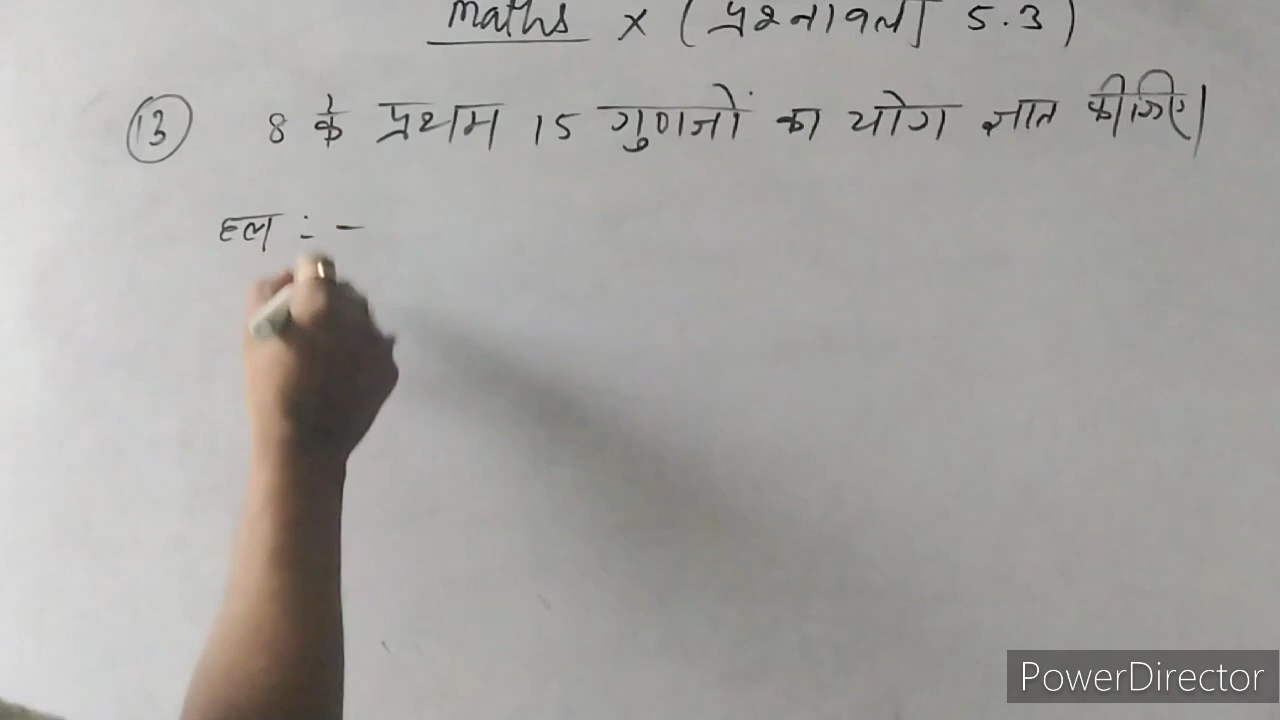 Maths X (प्रश्नावली 5.3)
13 8 के प्रथम 15 गुणजों का योग ज्ञात कीजिए।
हल :-
PowerDirector